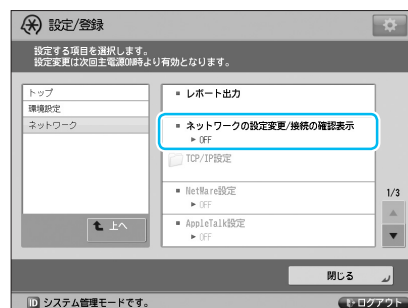 設定/登録
設定する項目を選択します。
設定変更は次回主電源ON時より有効となります。
トップ
環境設定
ネットワーク
上へ
レポート出力
ネットワークの設定変更/接続の確認表示
► OFF
TCP/IP設定
NetWare設定
► OFF
AppleTalk設定
► OFF
1/3
閉じる
ID システム管理モードです。
ログアウト